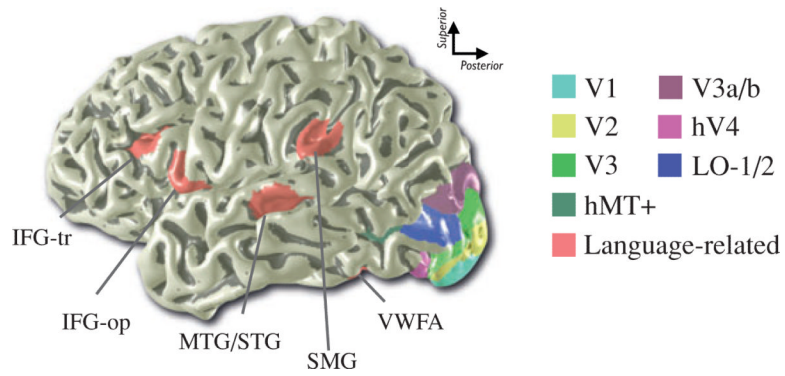 Superior
Posterior
V1
V3a/b
V2
hV4
V3
LO-1/2
hMT+
Language-related
IFG-tr
IFG-op
MTG/STG
SMG
VWFA